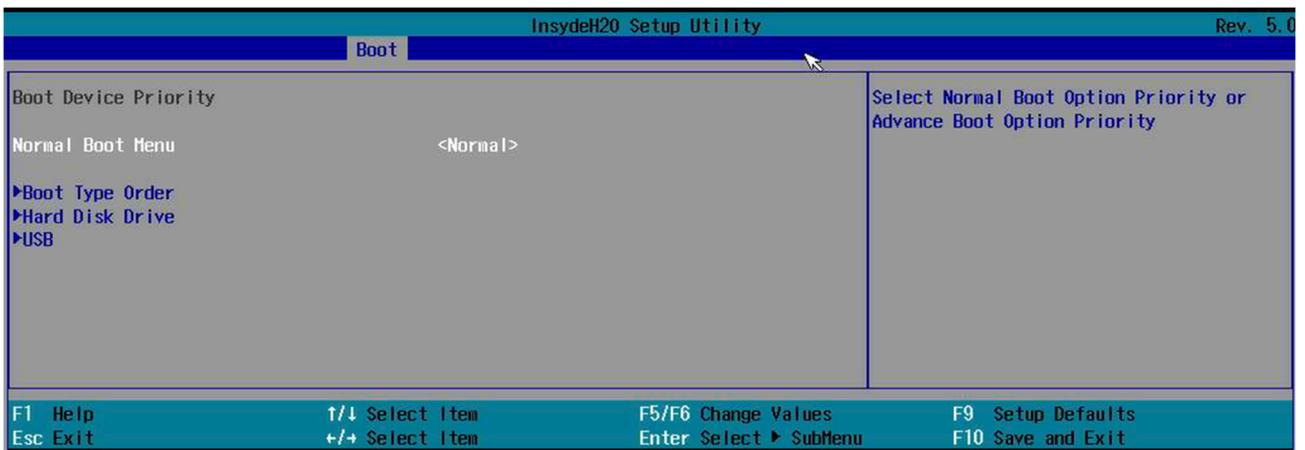 InsydeH20 Setup Utility Rev. 5.0
Boot
Boot Device Priority
Normal Boot Menu <Normal>
▶Boot Type Order
▶Hard Disk Drive
▶USB
Select Normal Boot Option Priority or
Advance Boot Option Priority
F1 Help ↑/↓ Select Item F5/F6 Change Values F9 Setup Defaults
Esc Exit ←/→ Select Item Enter Select ▶ SubMenu F10 Save and Exit